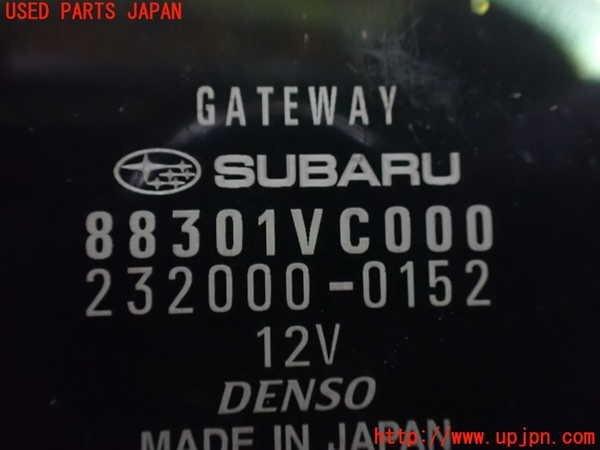 USED PARTS JAPAN
GATEWAY
SUBARU
88301VC000
232000-0152
12V
DENSO
MADE IN JAPAN
http://www.upjpn.com